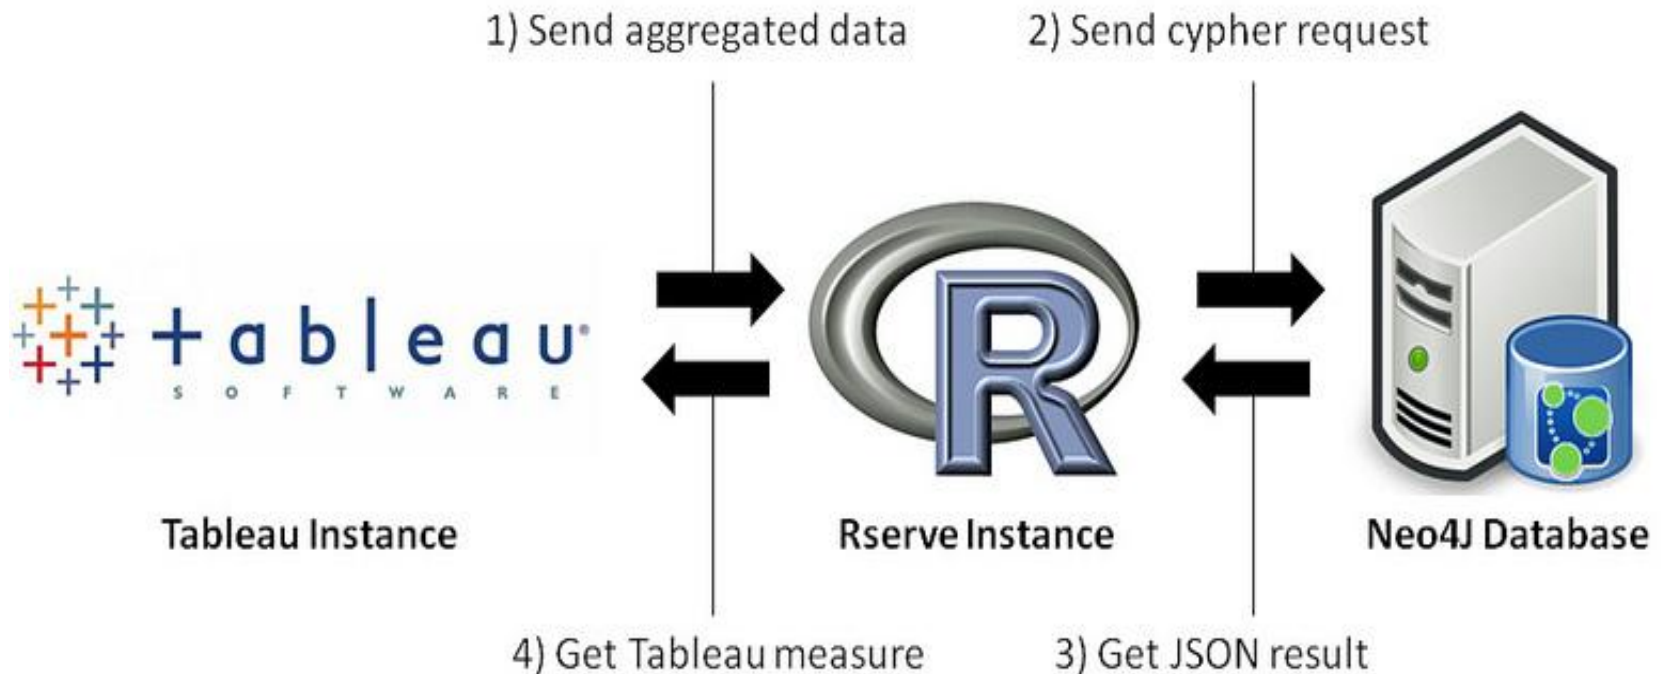 1) Send aggregated data
2) Send cypher request
+ableau®
SOFTWARE
R
Tableau Instance
Rserve Instance
Neo4J Database
4) Get Tableau measure
3) Get JSON result